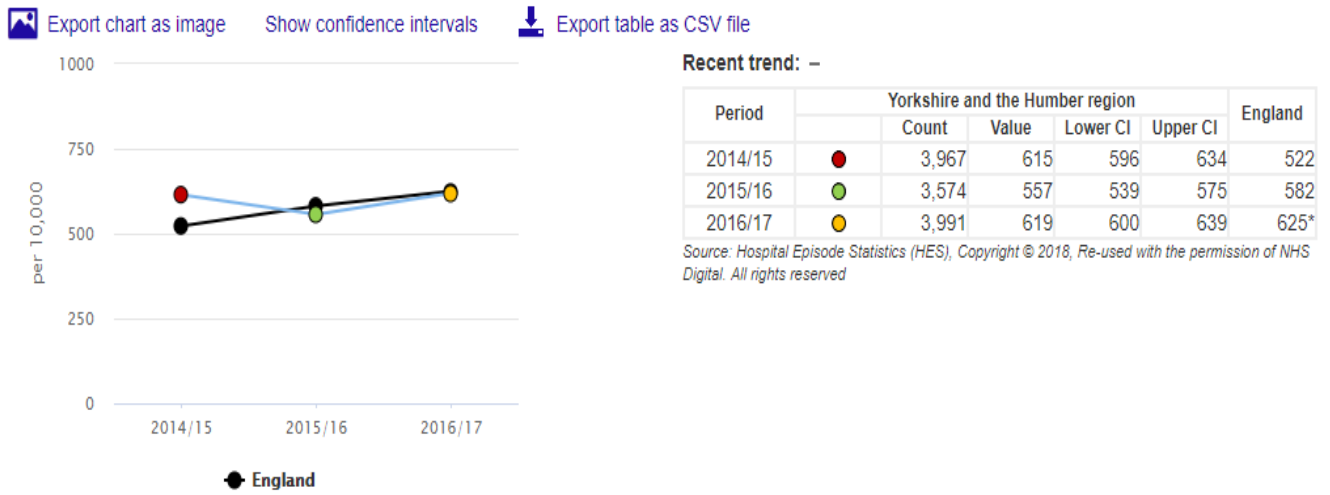 Export chart as image Show confidence intervals Export table as CSV file
1000
750
500
250
0
per 10,000
2014/15 2015/16 2016/17
England
Recent trend: –
Period Yorkshire and the Humber region England
Count Value Lower CI Upper CI
2014/15 3,967 615 596 634 522
2015/16 3,574 557 539 575 582
2016/17 3,991 619 600 639 625*
Source: Hospital Episode Statistics (HES), Copyright © 2018, Re-used with the permission of NHS
Digital. All rights reserved